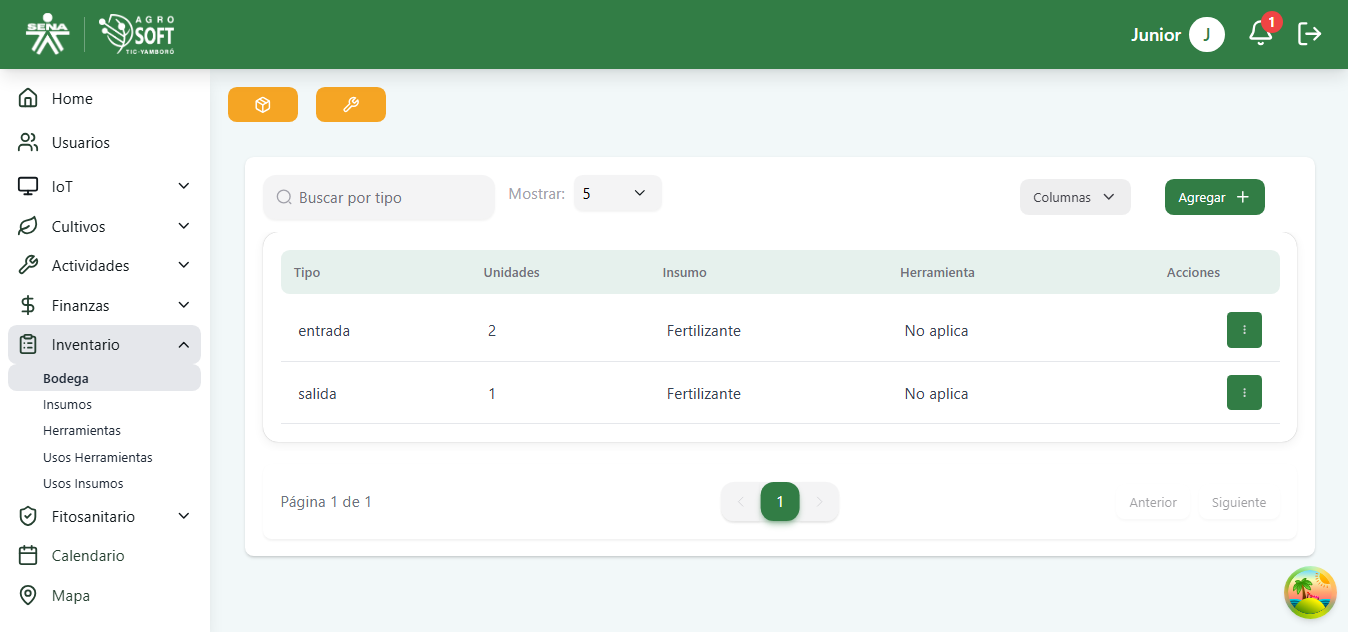 SENA
AGRO
SOFT
TIC-YAMBORÓ
Junior J 1
Home
Usuarios
IoT
Cultivos
Actividades
Finanzas
Inventario
Bodega
Insumos
Herramientas
Usos Herramientas
Usos Insumos
Fitosanitario
Calendario
Mapa
Buscar por tipo Mostrar: 5 Columnas Agregar +
Tipo Unidades Insumo Herramienta Acciones
entrada 2 Fertilizante No aplica
salida 1 Fertilizante No aplica
Página 1 de 1 1 Anterior Siguiente